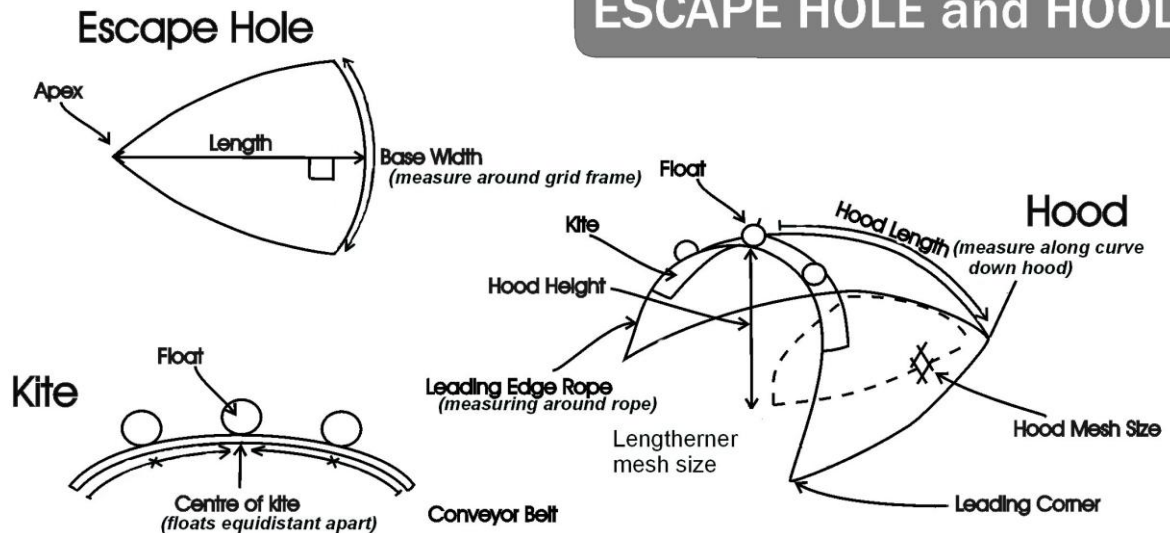 ESCAPE HOLE and HOOD
Escape Hole
Apex
Length
Base Width
(measure around grid frame)
Float
Kite
Hood Height
Hood Length
Hood
(measure along curve
down hood)
Leading Edge Rope
(measuring around rope)
Lengtherner
mesh size
Hood Mesh Size
Leading Corner
Kite
Float
Centre of kite
(floats equidistant apart)
Conveyor Belt